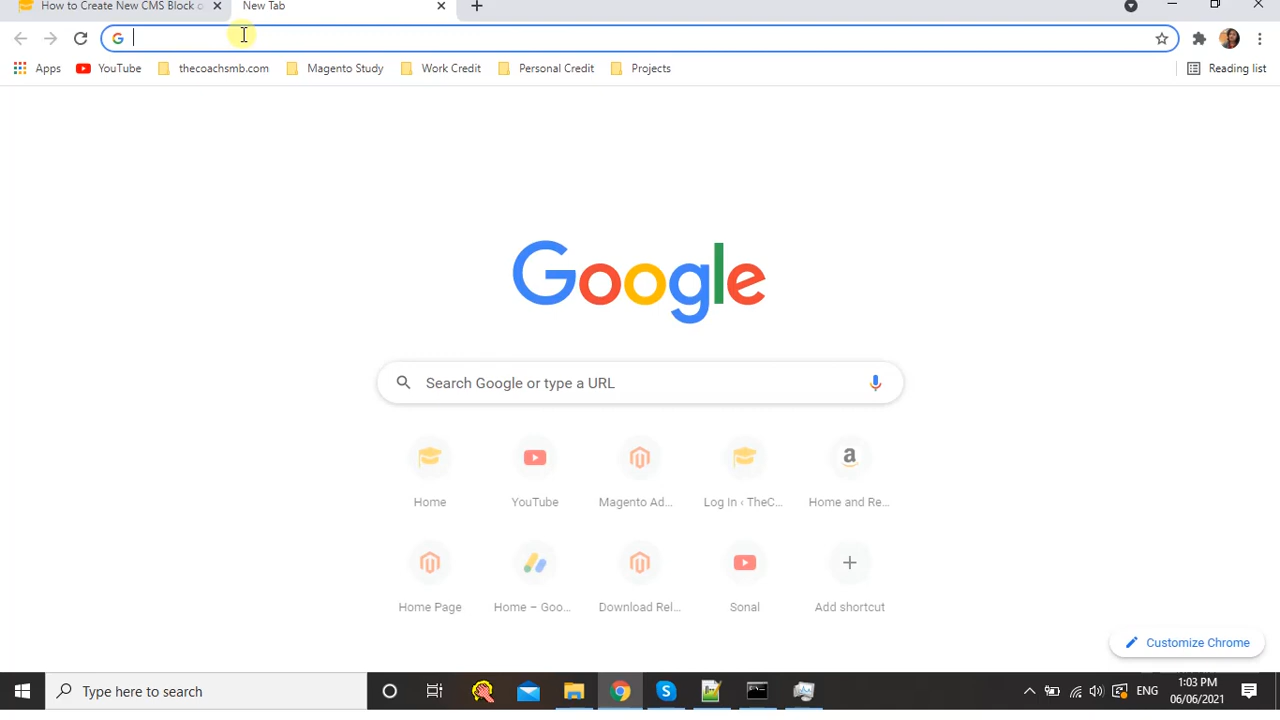 How to Create New CMS Block o
New Tab
Apps
YouTube
thecoachsmb.com
Magento Study
Work Credit
Personal Credit
Projects
Reading list
Google
Search Google or type a URL
Home
YouTube
Magento Ad...
Log In ‹ TheC...
Home and Re...
Home Page
Home – Goo...
Download Rel...
Sonal
Add shortcut
Customize Chrome
Type here to search
ENG
1:03 PM
06/06/2021